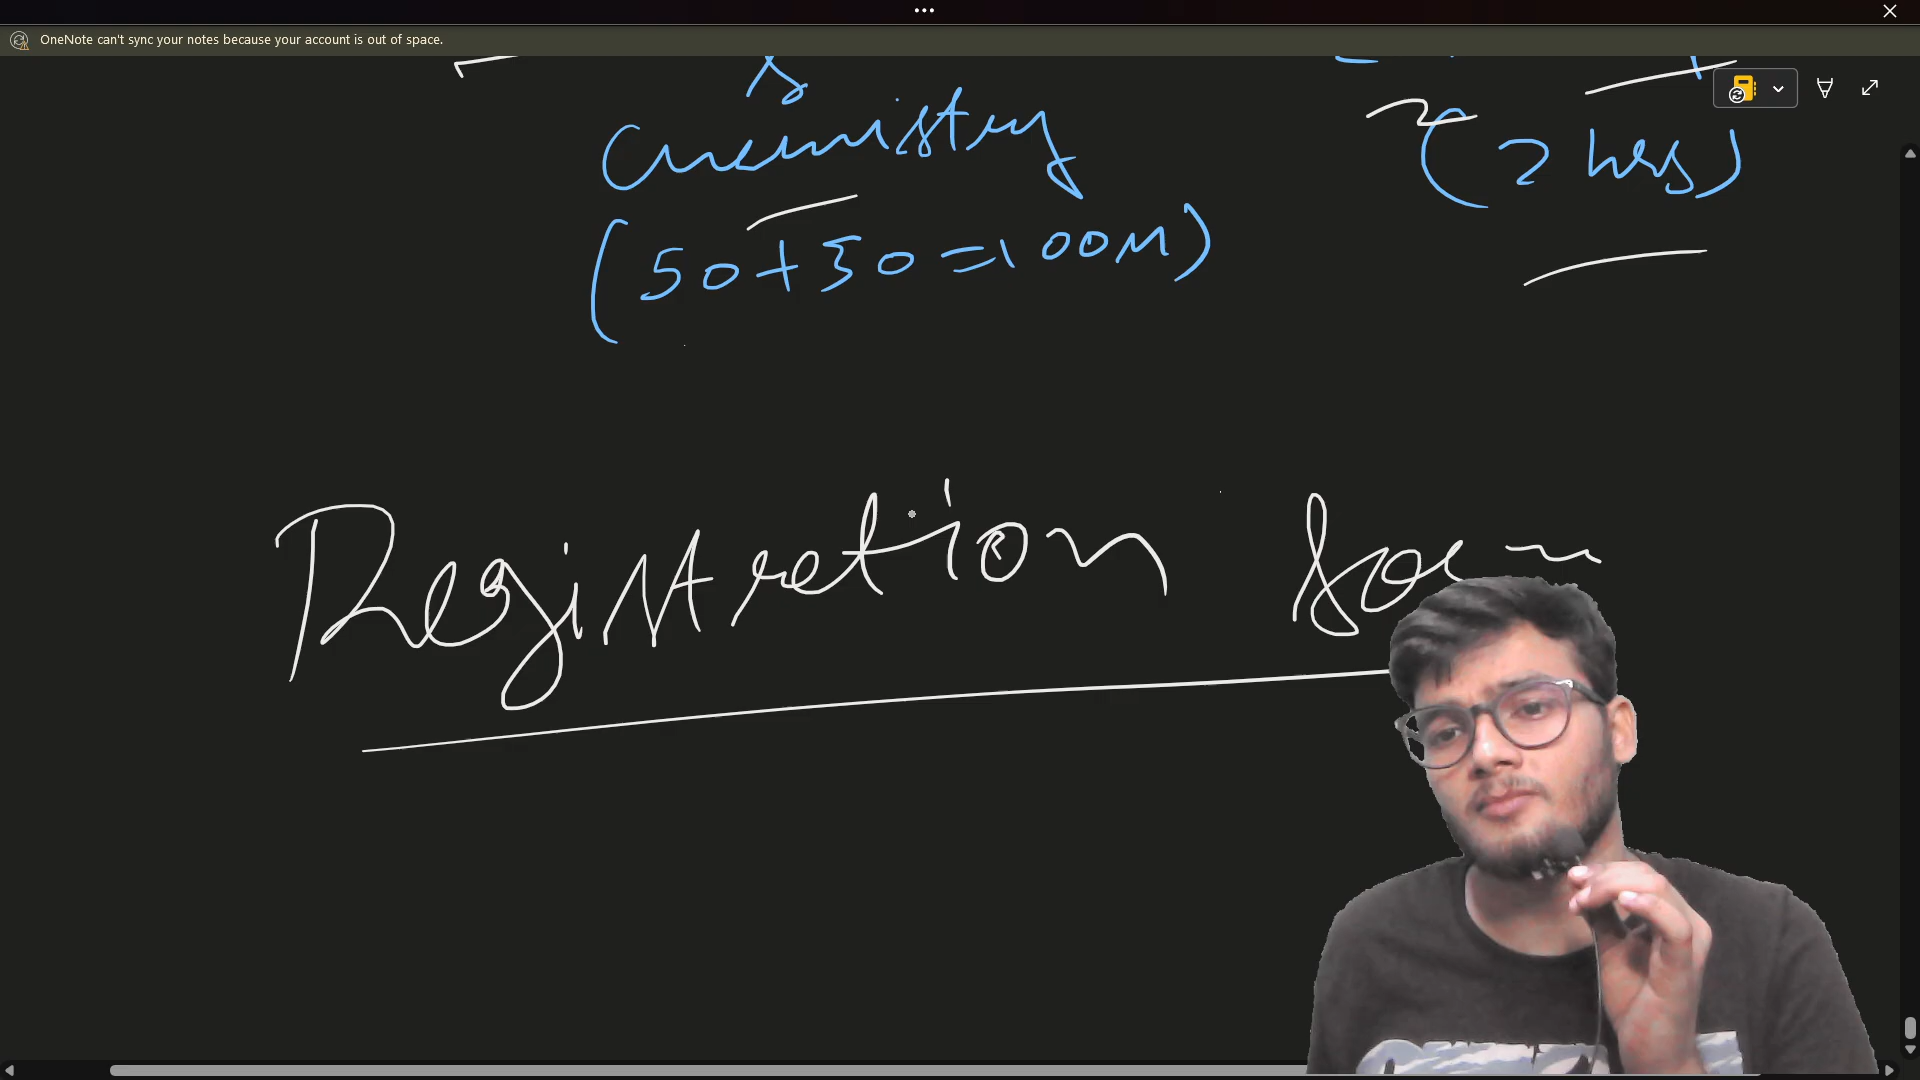 OneNote can't sync your notes because your account is out of space.
Chemistry
(2 hrs)
(50+50=100M)
Registration form